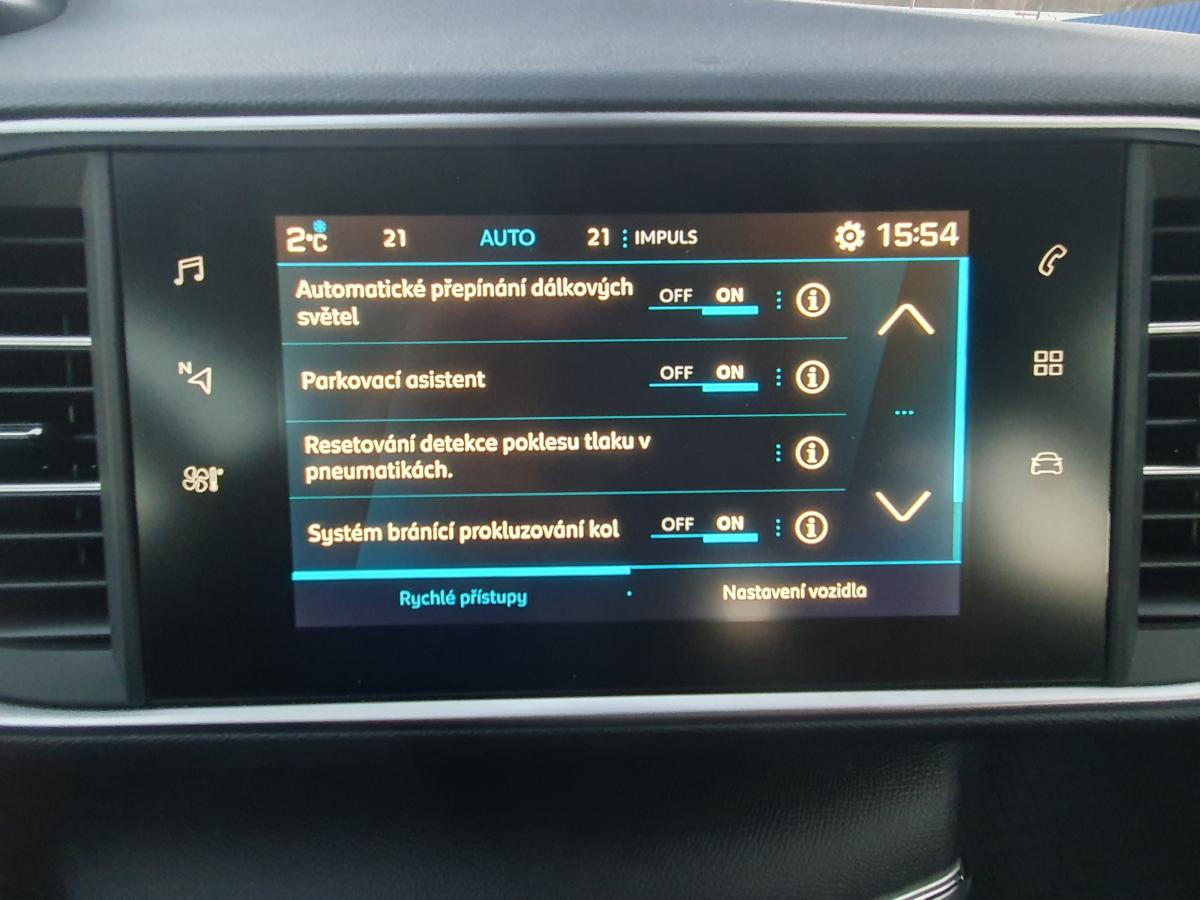 2°C 21 AUTO 21 IMPULS 15:54
Automatické přepínání dálkových
světel
OFF ON
Parkovací asistent
OFF ON
Resetování detekce poklesu tlaku v
pneumatikách.
Systém bránící prokluzování kol
OFF ON
Rychlé přístupy
Nastavení vozidla
N